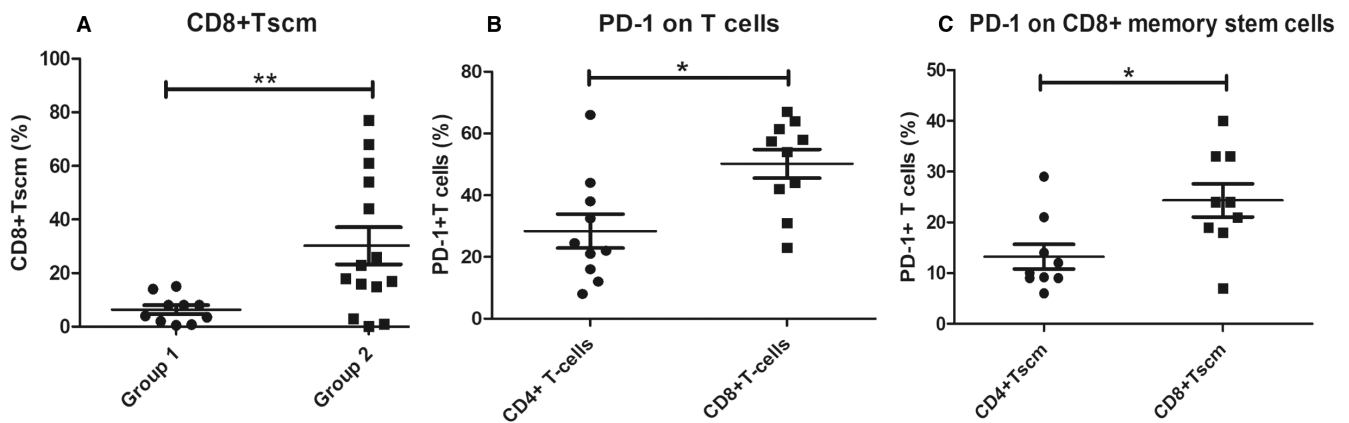 A CD8+Tscm
CD8+Tscm (%)
100
80
60
40
20
0
**
Group 1
Group 2
B PD-1 on T cells
PD-1+T cells (%)
80
60
40
20
0
*
CD4+ T-cells
CD8+T-cells
C PD-1 on CD8+ memory stem cells
PD-1+ T cells (%)
50
40
30
20
10
0
*
CD4+Tscm
CD8+Tscm